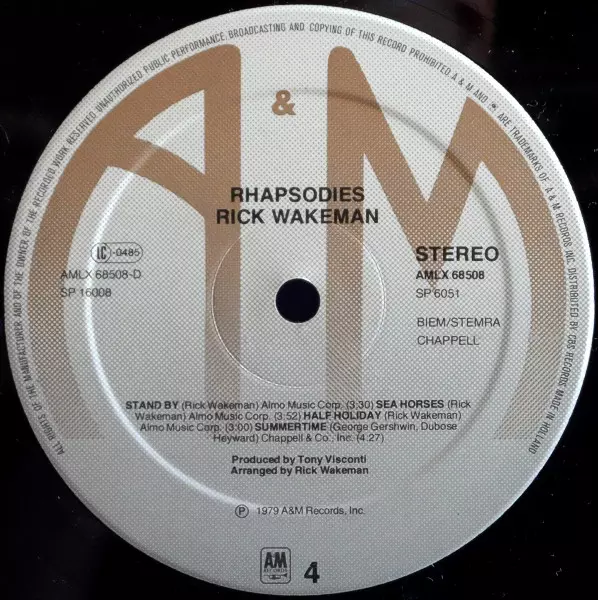 ALL RIGHTS OF THE MANUFACTURER AND OF THE OWNER OF THE RECORDED WORK RESERVED. UNAUTHORIZED PUBLIC PERFORMANCE, BROADCASTING AND COPYING OF THIS RECORD PROHIBITED. A & M AND ARE TRADEMARKS OF A & M RECORDS INC. DISTRIBUTED BY CBS RECORDS MADE IN HOLLAND
A & M
RHAPSODIES
RICK WAKEMAN
LC-0485
AMLX 68508-D
SP 16008
STEREO
AMLX 68508
SP 6051
BIEM/STEMRA
CHAPPELL
STAND BY (Rick Wakeman) Almo Music Corp. (3:30) SEA HORSES (Rick
Wakeman) Almo Music Corp. (3:52) HALF HOLIDAY (Rick Wakeman)
Almo Music Corp. (3:00) SUMMERTIME (George Gershwin, Dubose
Heyward) Chappell & Co., Inc. (4.27)
Produced by Tony Visconti
Arranged by Rick Wakeman
Ⓟ 1979 A&M Records, Inc.
AM
RECORDS
4